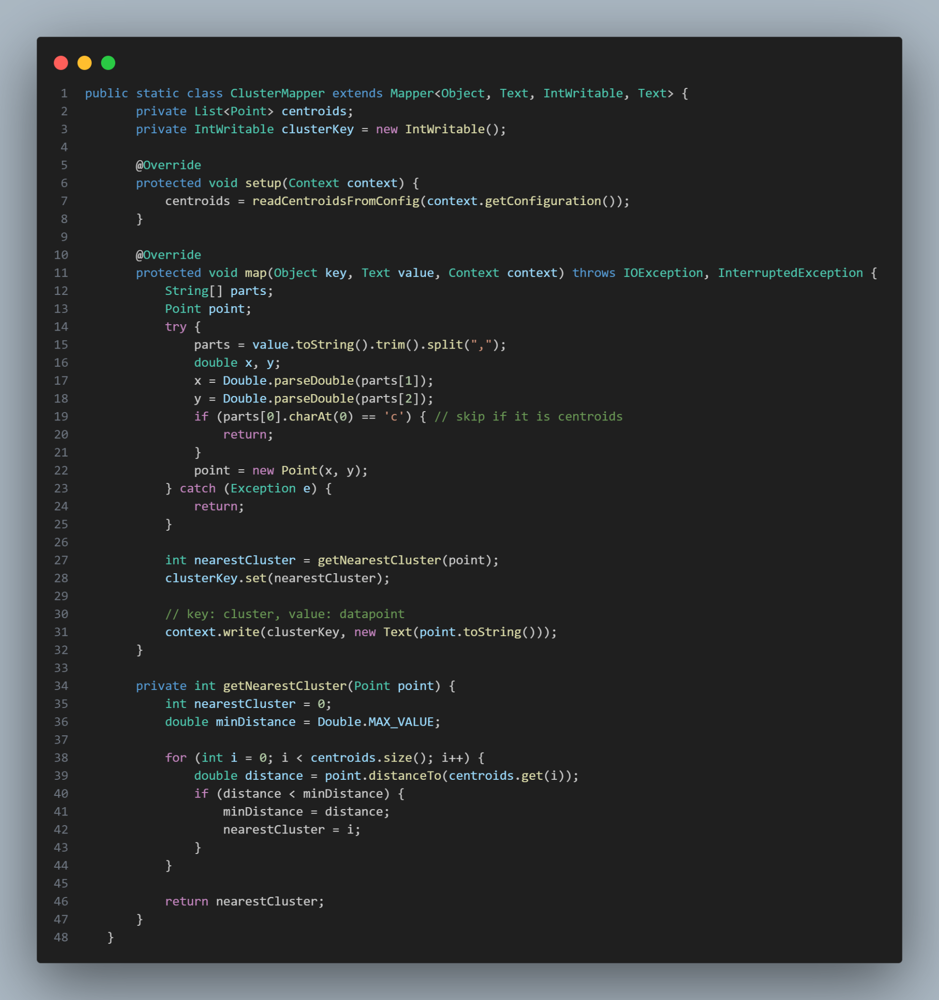 1 public static class ClusterMapper extends Mapper<Object, Text, IntWritable, Text> {
2 private List<Point> centroids;
3 private IntWritable clusterKey = new IntWritable();
4
5 @Override
6 protected void setup(Context context) {
7 centroids = readCentroidsFromConfig(context.getConfiguration());
8 }
9
10 @Override
11 protected void map(Object key, Text value, Context context) throws IOException, InterruptedException {
12 String[] parts;
13 Point point;
14 try {
15 parts = value.toString().trim().split(",");
16 double x, y;
17 x = Double.parseDouble(parts[1]);
18 y = Double.parseDouble(parts[2]);
19 if (parts[0].charAt(0) == 'c') { // skip if it is centroids
20 return;
21 }
22 point = new Point(x, y);
23 } catch (Exception e) {
24 return;
25 }
26
27 int nearestCluster = getNearestCluster(point);
28 clusterKey.set(nearestCluster);
29
30 // key: cluster, value: datapoint
31 context.write(clusterKey, new Text(point.toString()));
32 }
33
34 private int getNearestCluster(Point point) {
35 int nearestCluster = 0;
36 double minDistance = Double.MAX_VALUE;
37
38 for (int i = 0; i < centroids.size(); i++) {
39 double distance = point.distanceTo(centroids.get(i));
40 if (distance < minDistance) {
41 minDistance = distance;
42 nearestCluster = i;
43 }
44 }
45
46 return nearestCluster;
47 }
48 }